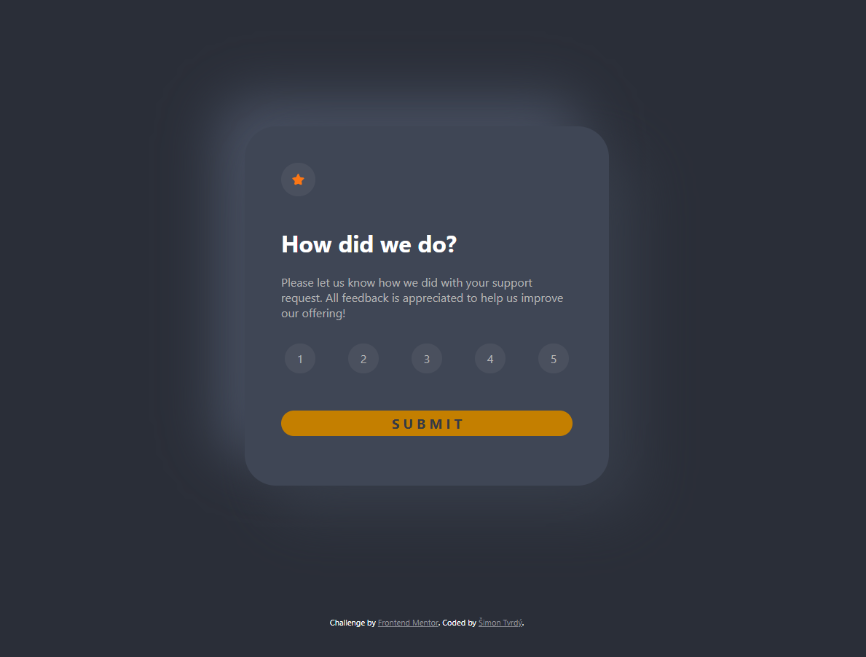 How did we do?
Please let us know how we did with your support
request. All feedback is appreciated to help us improve
our offering!
1 2 3 4 5
SUBMIT
Challenge by Frontend Mentor. Coded by Šimon Tvrdý.